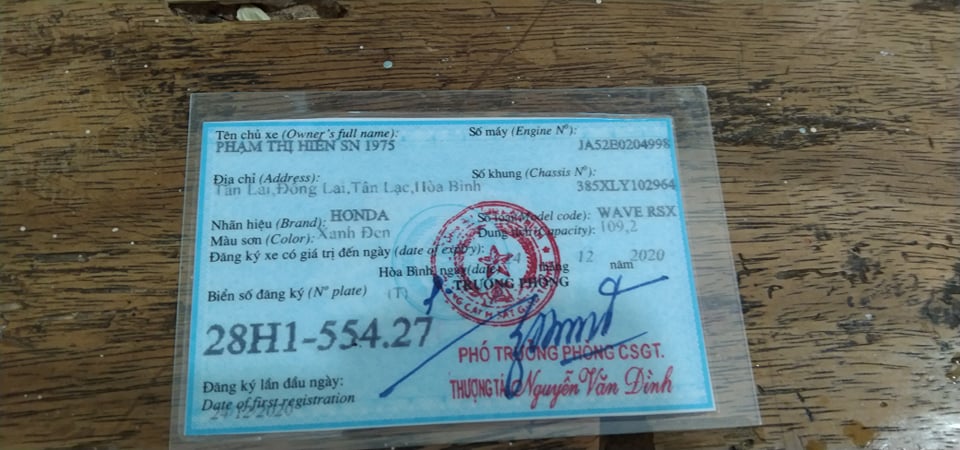 Tên chủ xe (Owner's full name):
PHẠM THỊ HIỀN SN 1975
Số máy (Engine Nº):
JA52E0204998
Địa chỉ (Address):
Tân Lai,Đông Lai,Tân Lạc,Hòa Bình
Số khung (Chassis Nº):
385XLY102964
Nhãn hiệu (Brand): HONDA
Số loại (Model code): WAVE RSX
Màu sơn (Color): Xanh Đen
Dung tích (Capacity): 109,2
Đăng ký xe có giá trị đến ngày (date of expiry):
Hòa Bình, ngày (date) tháng 12 năm 2020
TRƯỞNG PHÒNG
Biển số đăng ký (Nº plate) (T)
28H1-554.27
PHÓ TRƯỞNG PHÒNG CSGT.
THƯỢNG TÁ Nguyễn Văn Dình
Đăng ký lần đầu ngày:
Date of first registration
24/12/2020